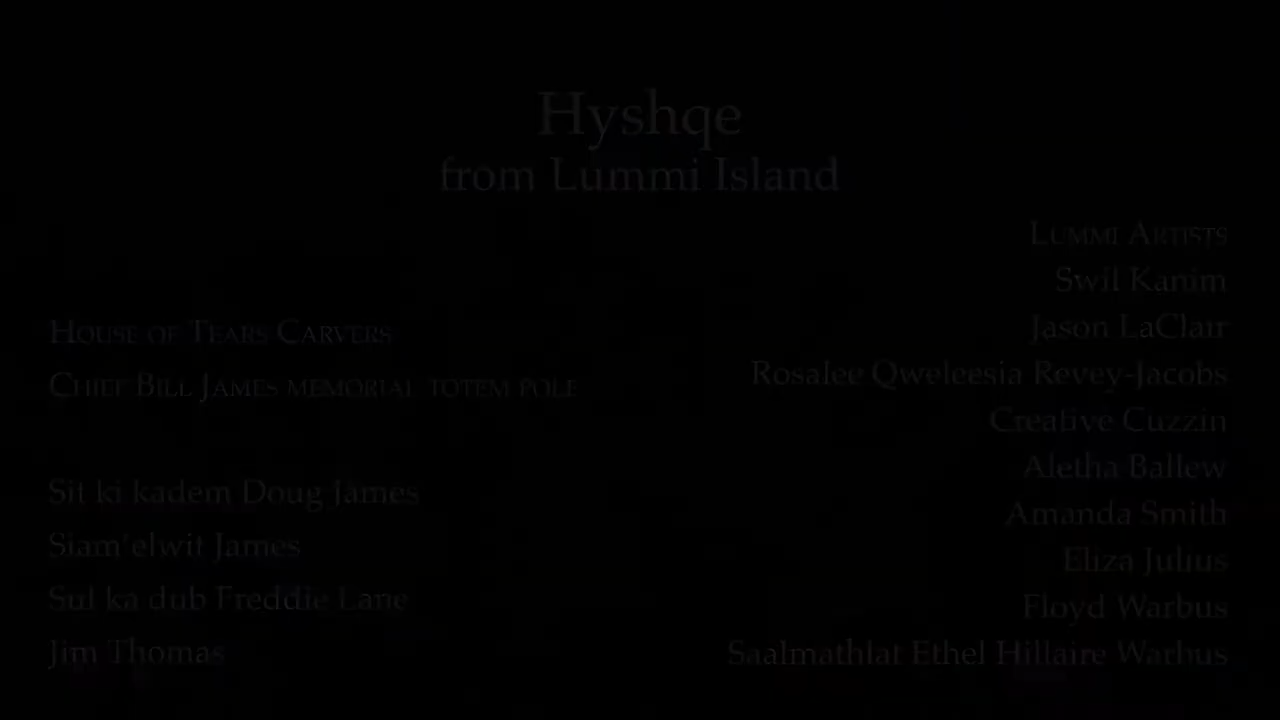 Hyshqe
from Lummi Island
House of Tears Carvers
Chief Bill James memorial totem pole
Sit ki kadem Doug James
Siam'elwit James
Sul ka dub Freddie Lane
Jim Thomas
Lummi Artists
Swil Kanim
Jason LaClair
Rosalee Qweleesia Revey-Jacobs
Creative Cuzzin
Aletha Ballew
Amanda Smith
Eliza Julius
Floyd Warbus
Saalmathlat Ethel Hillaire Warbus